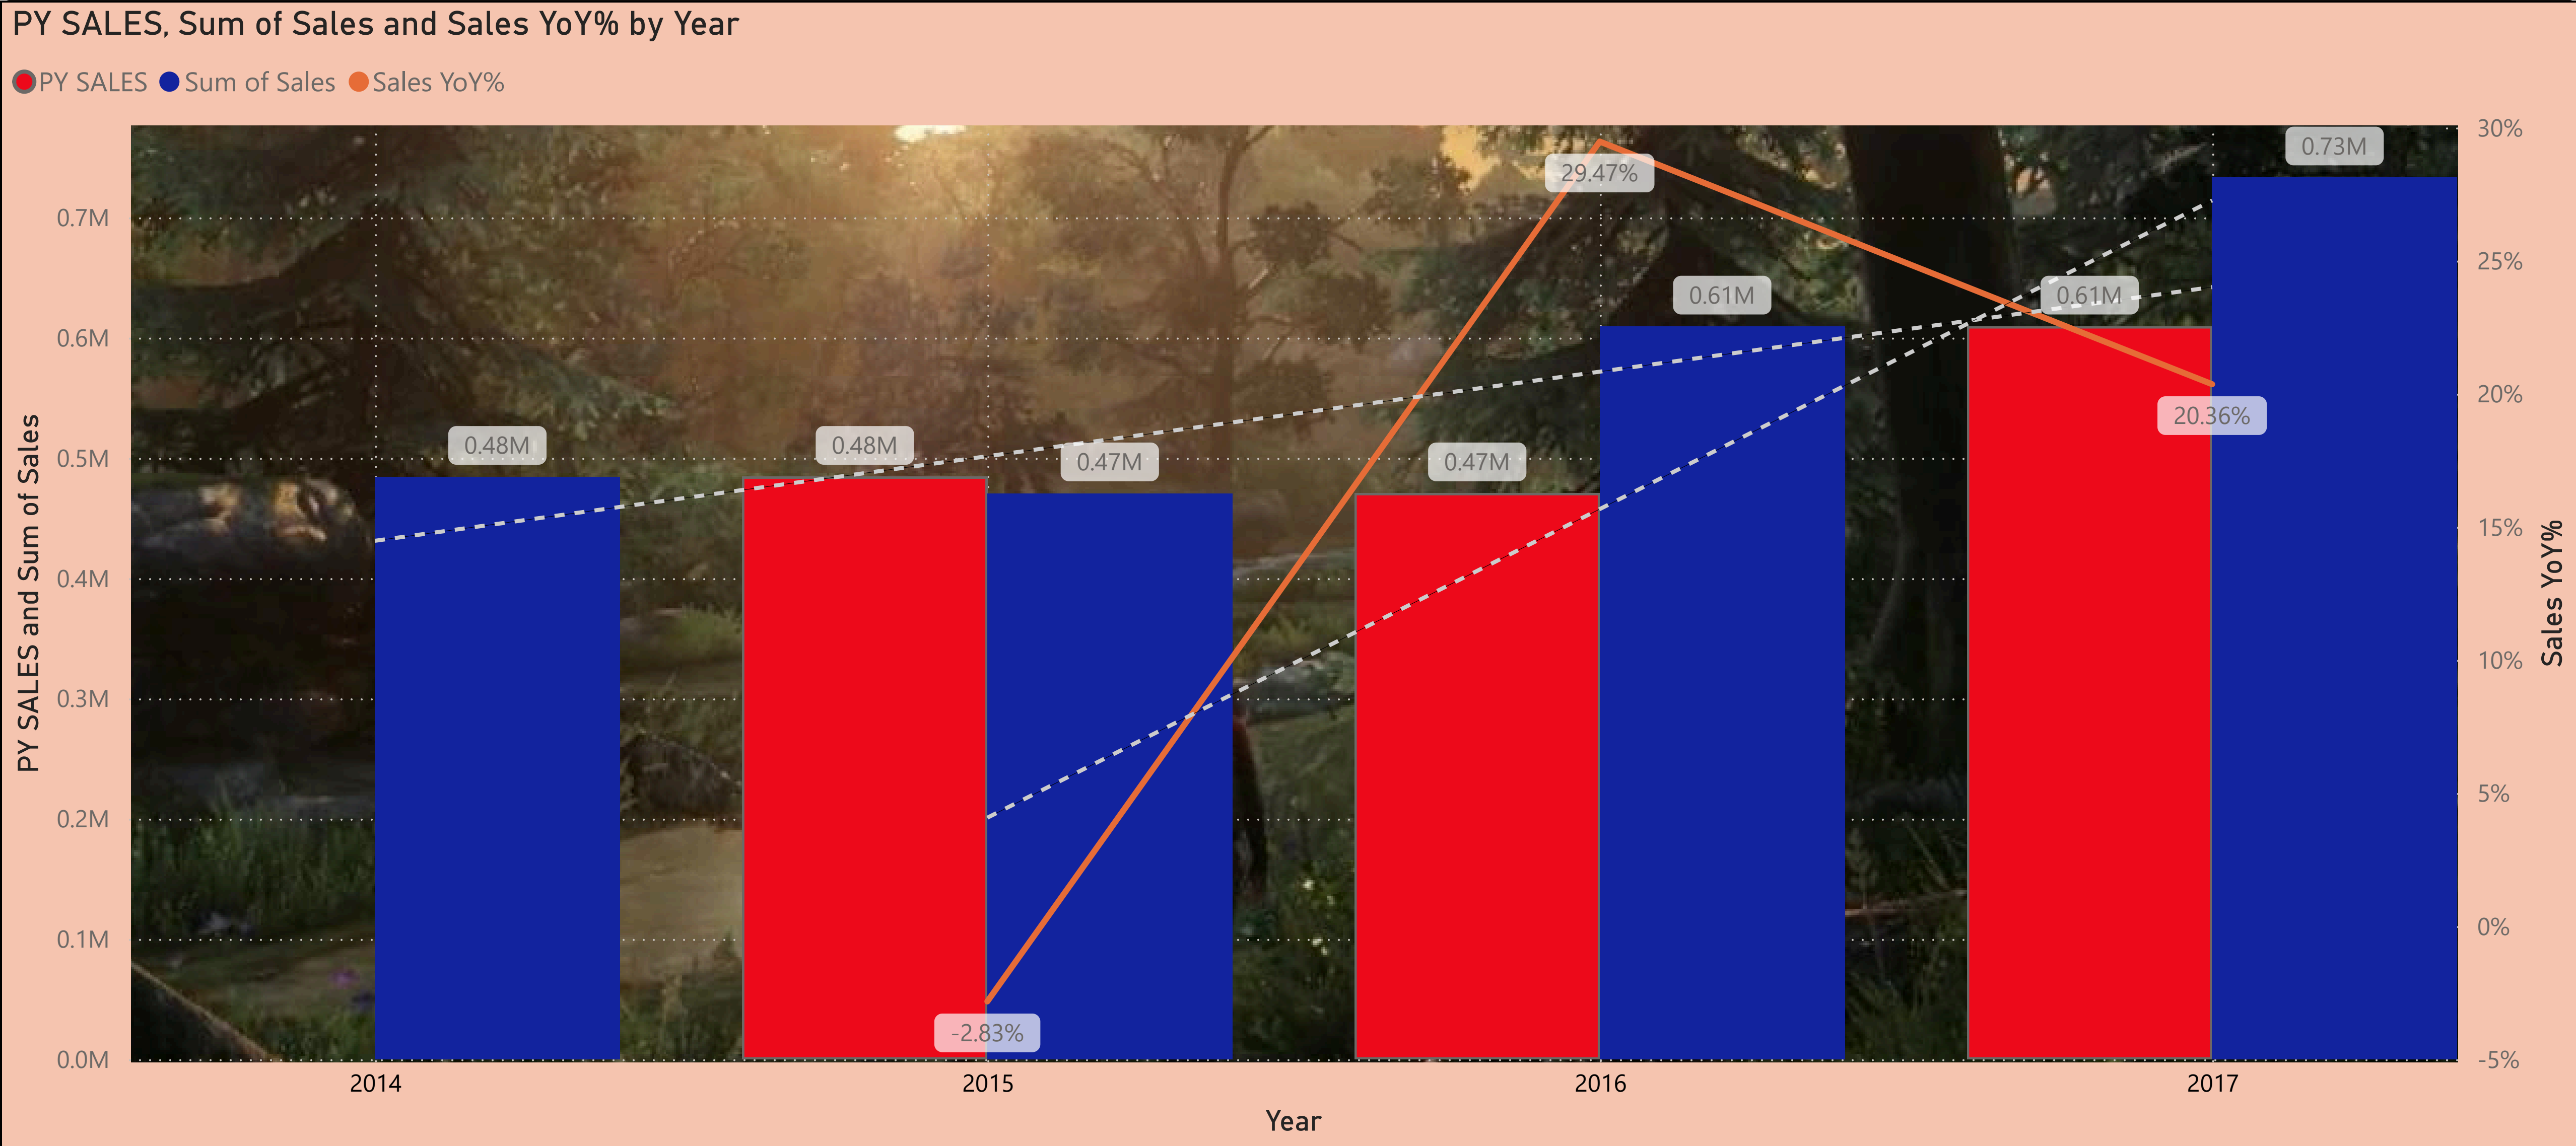 PY SALES, Sum of Sales and Sales YoY% by Year
PY SALES Sum of Sales Sales YoY%
PY SALES and Sum of Sales
0.7M
0.6M
0.5M
0.4M
0.3M
0.2M
0.1M
0.0M
0.48M
0.48M
0.47M
0.47M
0.61M
0.61M
0.73M
-2.83%
29.47%
20.36%
30%
25%
20%
15%
10%
5%
0%
-5%
Sales YoY%
2014 2015 2016 2017
Year